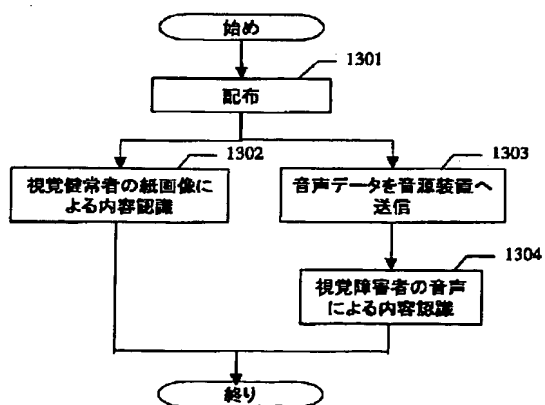 始め
1301
配布
1302
視覚健常者の紙画像に
よる内容認識
1303
音声データを音源装置へ
送信
1304
視覚障害者の音声
による内容認識
終り